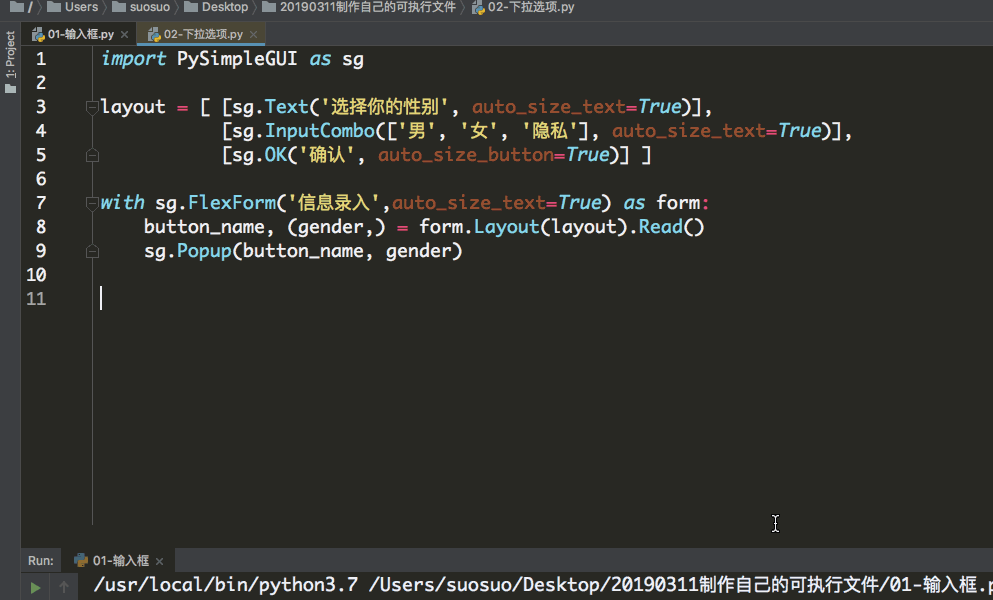 / Users suosuo Desktop 20190311制作自己的可执行文件 02-下拉选项.py
1: Project
01-输入框.py × 02-下拉选项.py ×
1 import PySimpleGUI as sg
2
3 layout = [ [sg.Text('选择你的性别', auto_size_text=True)],
4 [sg.InputCombo(['男', '女', '隐私'], auto_size_text=True)],
5 [sg.OK('确认', auto_size_button=True)] ]
6
7 with sg.FlexForm('信息录入',auto_size_text=True) as form:
8 button_name, (gender,) = form.Layout(layout).Read()
9 sg.Popup(button_name, gender)
10
11
Run: 01-输入框 ×
/usr/local/bin/python3.7 /Users/suosuo/Desktop/20190311制作自己的可执行文件/01-输入框.p